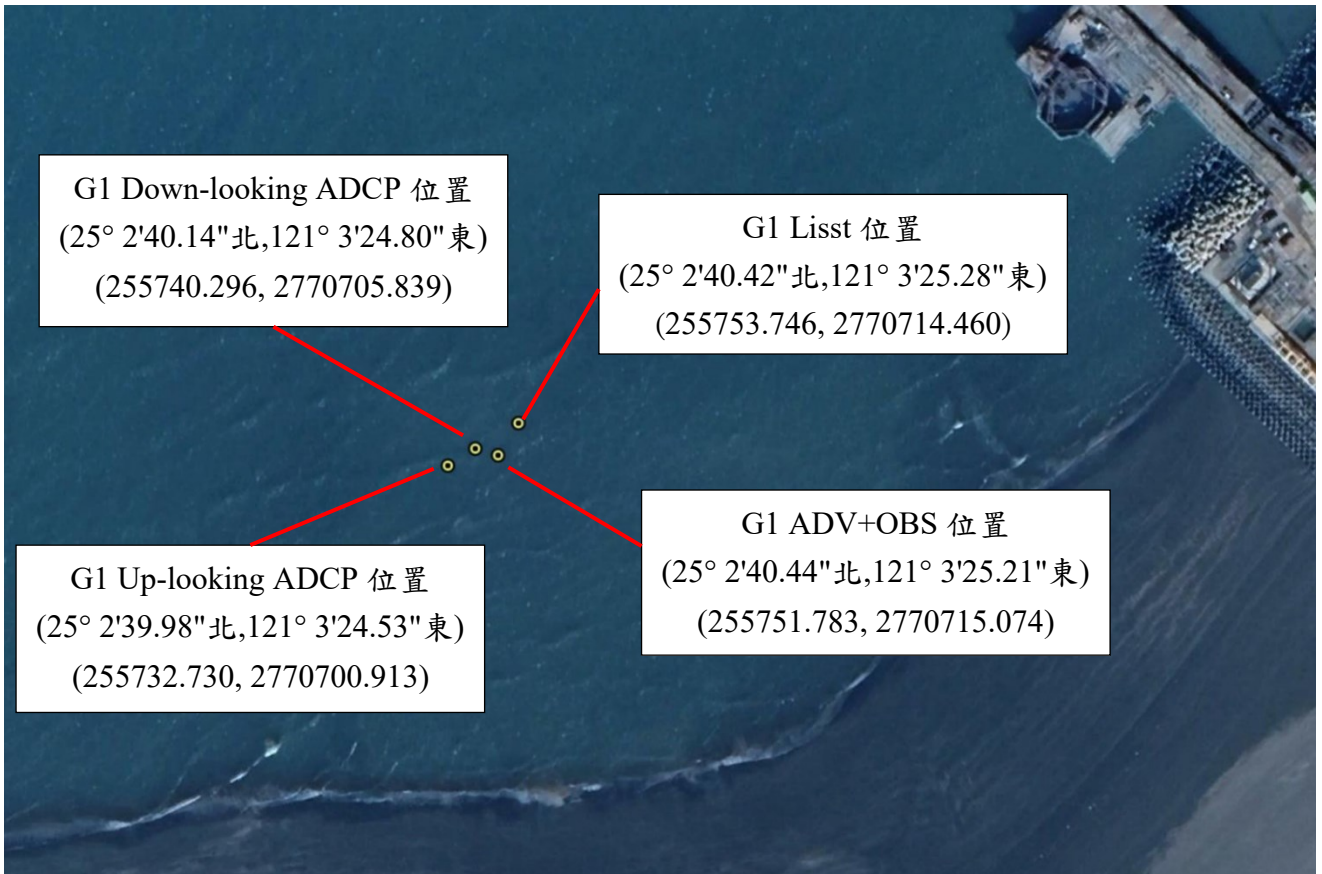 G1 Down-looking ADCP 位置
(25° 2'40.14"北,121° 3'24.80"東)
(255740.296, 2770705.839)
G1 Lisst 位置
(25° 2'40.42"北,121° 3'25.28"東)
(255753.746, 2770714.460)
G1 Up-looking ADCP 位置
(25° 2'39.98"北,121° 3'24.53"東)
(255732.730, 2770700.913)
G1 ADV+OBS 位置
(25° 2'40.44"北,121° 3'25.21"東)
(255751.783, 2770715.074)